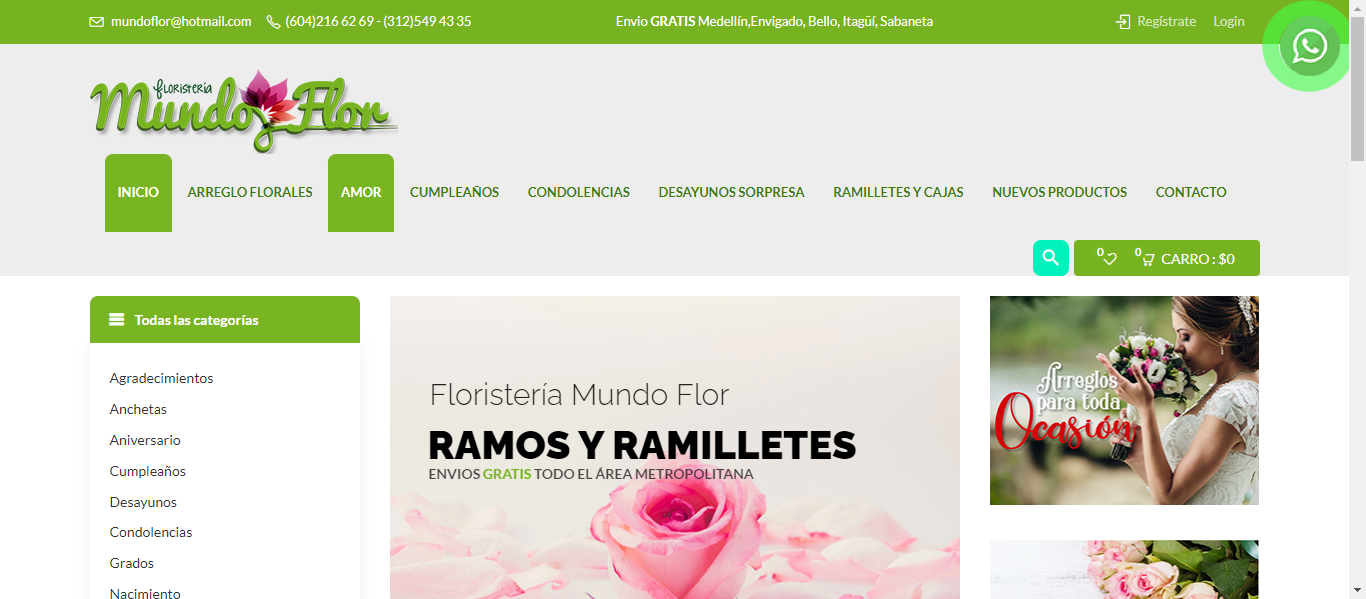 mundoflor@hotmail.com (604)216 62 69 - (312)549 43 35 Envio GRATIS Medellín,Envigado, Bello, Itagüí, Sabaneta Regístrate Login
floristeria
Mundo Flor
INICIO ARREGLO FLORALES AMOR CUMPLEAÑOS CONDOLENCIAS DESAYUNOS SORPRESA RAMILLETES Y CAJAS NUEVOS PRODUCTOS CONTACTO
0 0 CARRO : $0
Todas las categorías
Agradecimientos
Anchetas
Aniversario
Cumpleaños
Desayunos
Condolencias
Grados
Nacimiento
Floristería Mundo Flor
RAMOS Y RAMILLETES
ENVIOS GRATIS TODO EL ÁREA METROPOLITANA
Arreglos
para toda
Ocasión